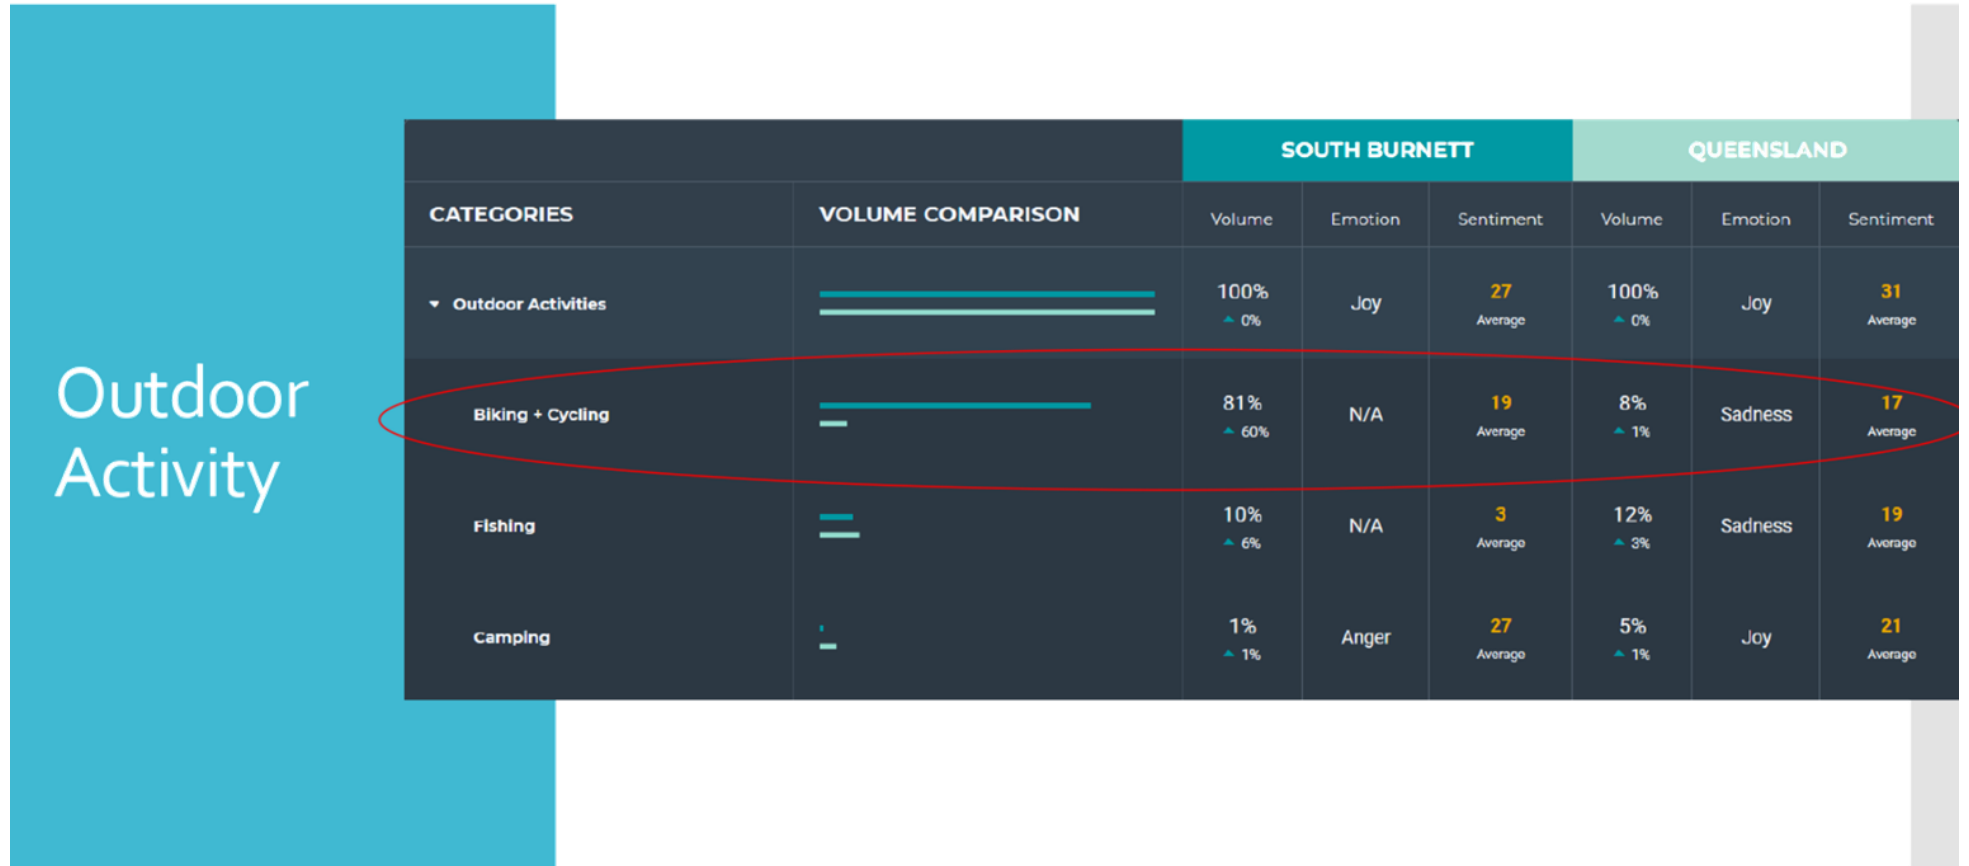 Outdoor
Activity
SOUTH BURNETT QUEENSLAND
CATEGORIES VOLUME COMPARISON Volume Emotion Sentiment Volume Emotion Sentiment
Outdoor Activities 100% Joy 27 100% Joy 31
0% Average 0% Average
Biking + Cycling 81% N/A 19 8% Sadness 17
60% Average 1% Average
Fishing 10% N/A 3 12% Sadness 19
6% Average 3% Average
Camping 1% Anger 27 5% Joy 21
1% Average 1% Average